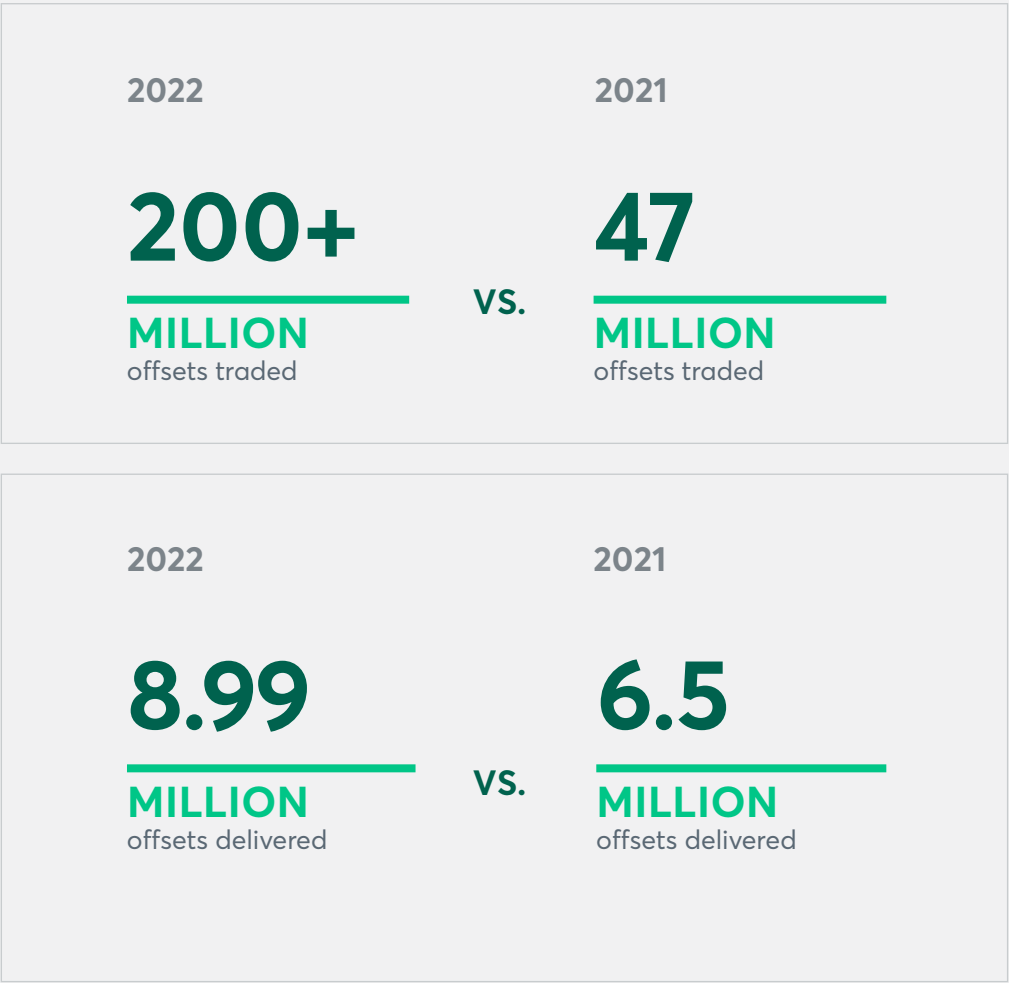 2022
2021
200+
47
VS.
MILLION
offsets traded
MILLION
offsets traded
2022
2021
8.99
6.5
VS.
MILLION
offsets delivered
MILLION
offsets delivered